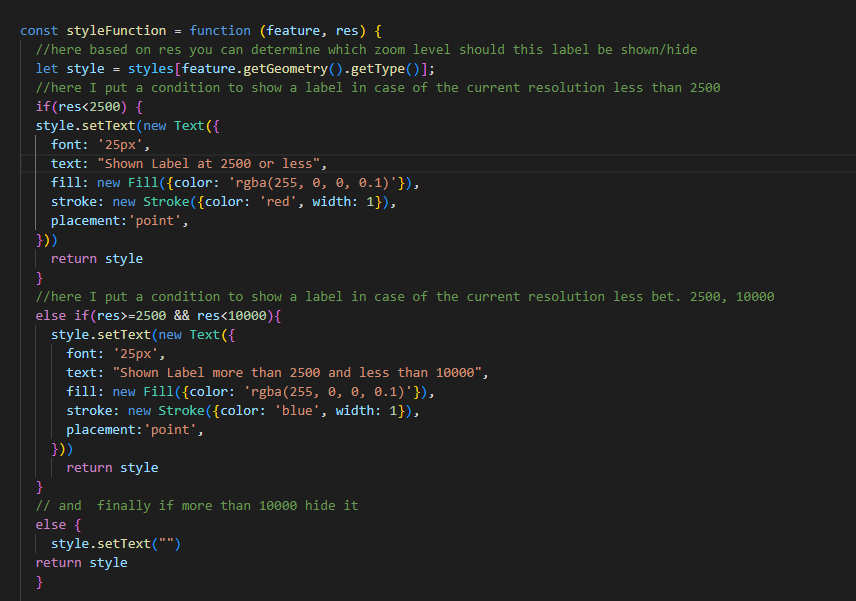 const styleFunction = function (feature, res) {
//here based on res you can determine which zoom level should this label be shown/hide
let style = styles[feature.getGeometry().getType()];
//here I put a condition to show a label in case of the current resolution less than 2500
if(res<2500) {
style.setText(new Text({
font: '25px',
text: "Shown Label at 2500 or less",
fill: new Fill({color: 'rgba(255, 0, 0, 0.1)'}),
stroke: new Stroke({color: 'red', width: 1}),
placement:'point',
}))
return style
}
//here I put a condition to show a label in case of the current resolution less bet. 2500, 10000
else if(res>=2500 && res<10000){
style.setText(new Text({
font: '25px',
text: "Shown Label more than 2500 and less than 10000",
fill: new Fill({color: 'rgba(255, 0, 0, 0.1)'}),
stroke: new Stroke({color: 'blue', width: 1}),
placement:'point',
}))
return style
}
// and  finally if more than 10000 hide it
else {
style.setText("")
return style
}